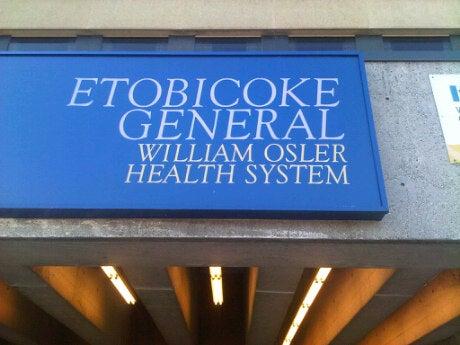 ETOBICOKE
GENERAL
WILLIAM OSLER
HEALTH SYSTEM